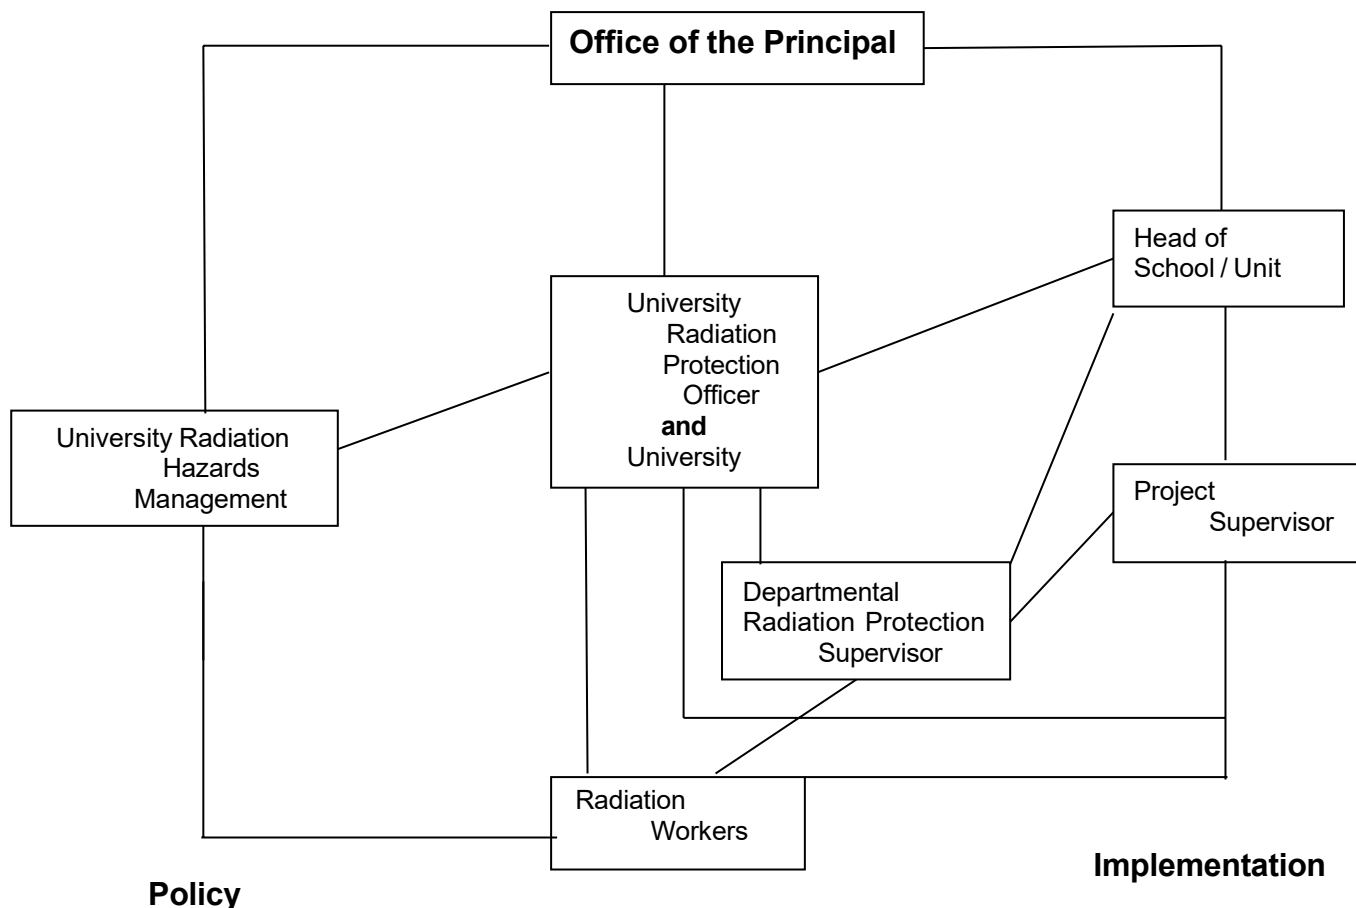 Office of the Principal
Head of
School / Unit
University
Radiation
Protection
Officer
and
University
University Radiation
Hazards
Management
Project
Supervisor
Departmental
Radiation Protection
Supervisor
Radiation
Workers
Implementation
Policy